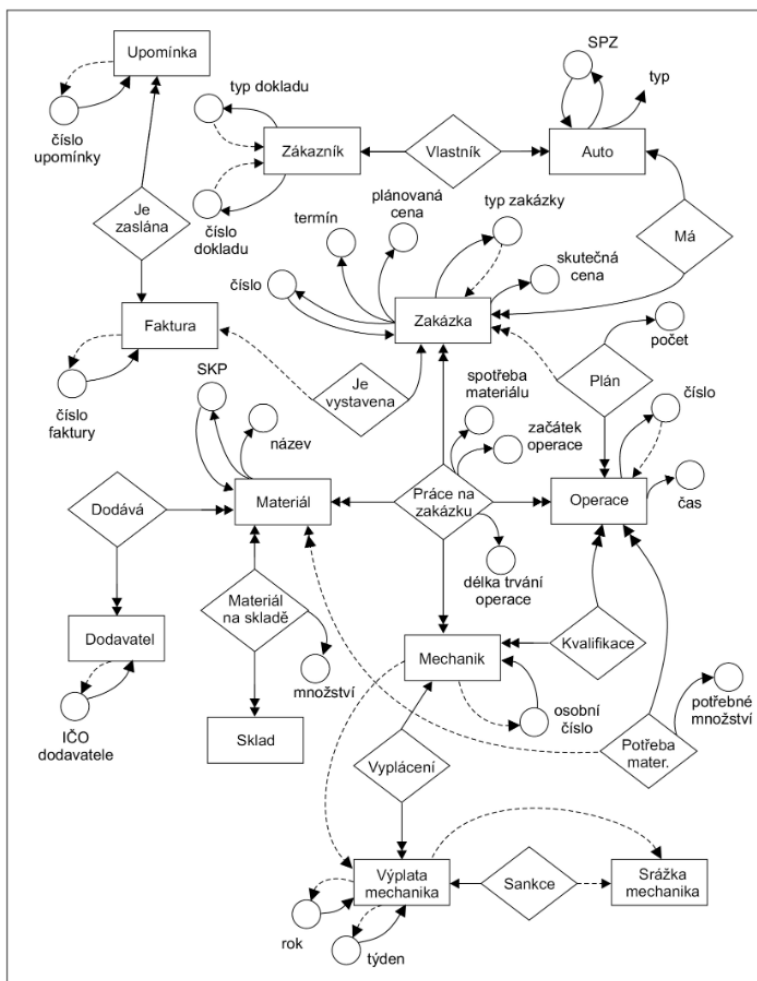 Upomínka
číslo
upomínky
typ dokladu
SPZ
typ
Zákazník
Vlastník
Auto
číslo
dokladu
Je
zaslána
termín
plánovaná
cena
typ zakázky
skutečná
cena
Má
číslo
Zakázka
Faktura
číslo
faktury
Je
vystavena
Plán
počet
SKP
název
spotřeba
materiálu
začátek
operace
číslo
Dodává
Materiál
Práce na
zakázku
Operace
čas
délka trvání
operace
Dodavatel
Materiál
na skladě
Mechanik
Kvalifikace
IČO
dodavatele
množství
Sklad
osobní
číslo
potřebné
množství
Potřeba
mater.
Vyplácení
Výplata
mechanika
Sankce
Srážka
mechanika
rok
týden